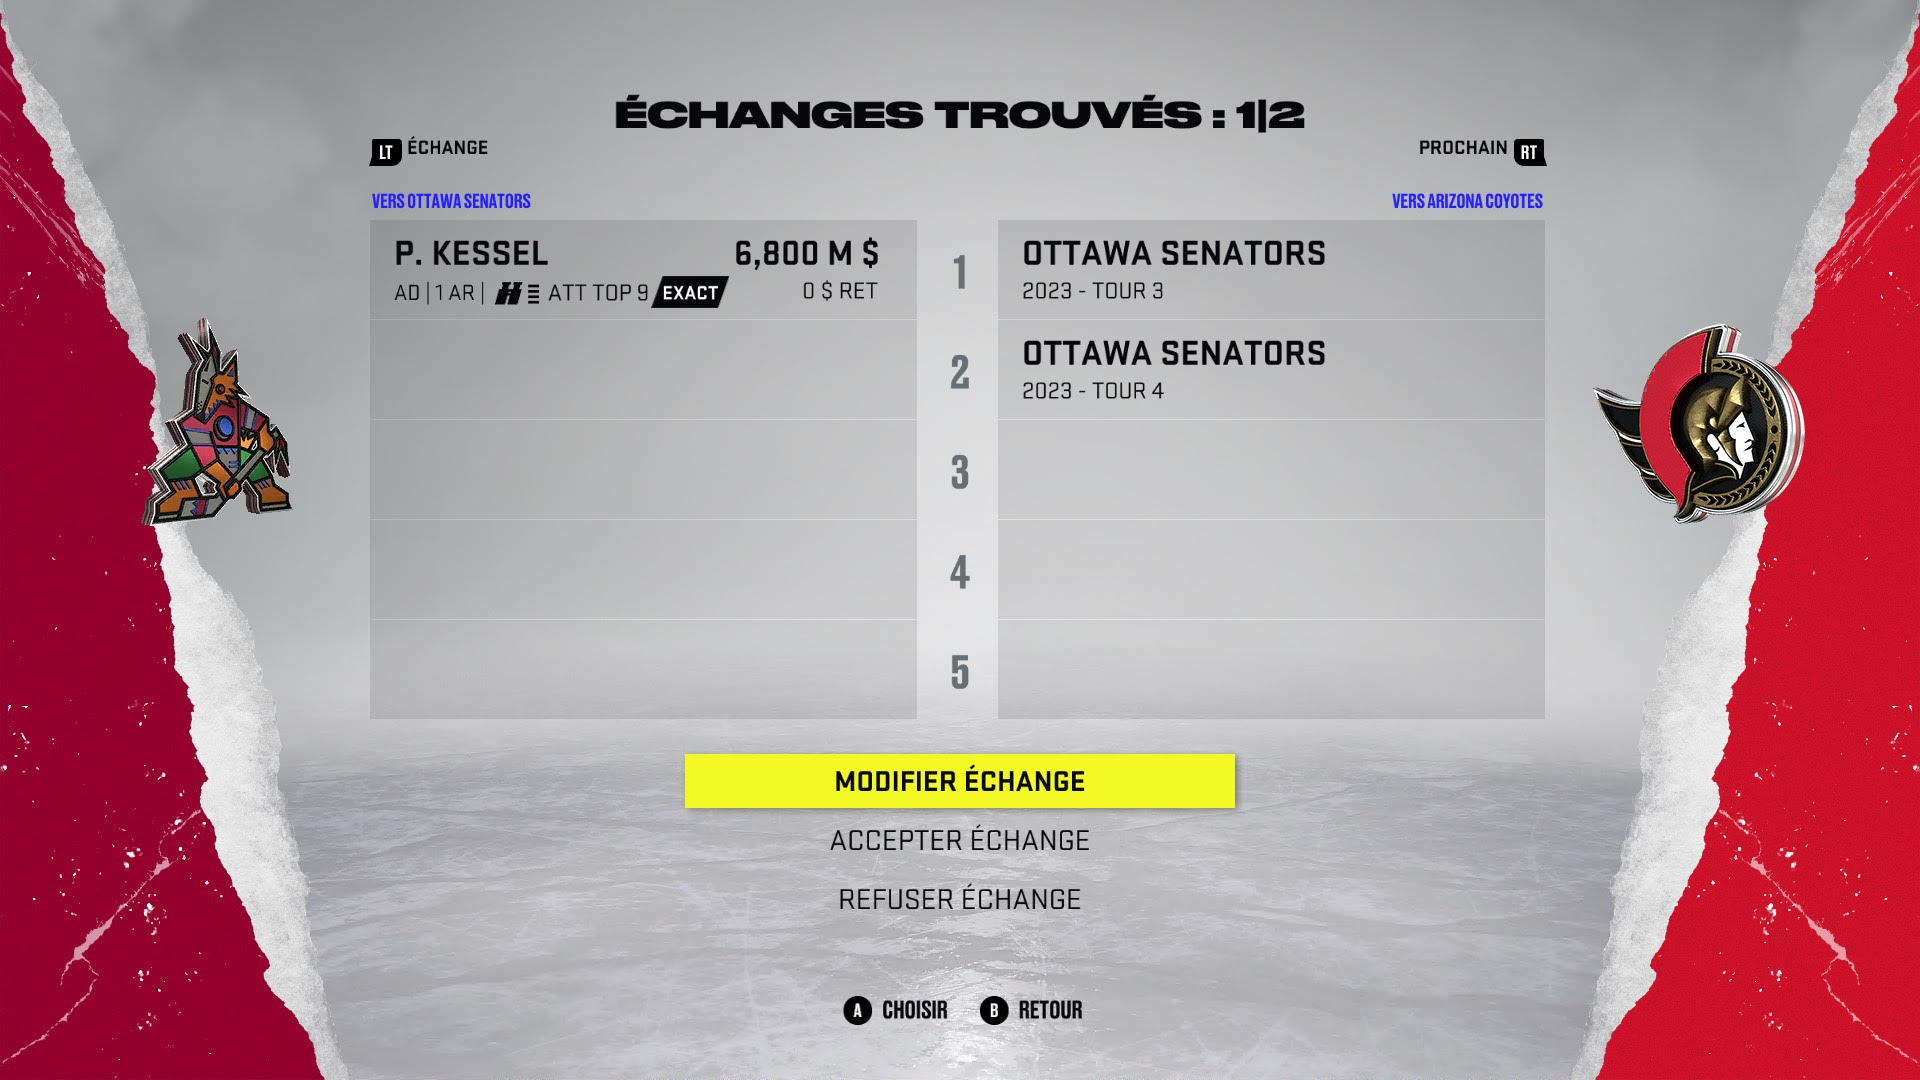 ÉCHANGES TROUVÉS : 1|2
LT ÉCHANGE
PROCHAIN RT
VERS OTTAWA SENATORS
VERS ARIZONA COYOTES
P. KESSEL 6,800 M $
AD | 1 AR | ATT TOP 9 EXACT 0 $ RET
1
OTTAWA SENATORS
2023 - TOUR 3
2
OTTAWA SENATORS
2023 - TOUR 4
3
4
5
MODIFIER ÉCHANGE
ACCEPTER ÉCHANGE
REFUSER ÉCHANGE
A CHOISIR B RETOUR